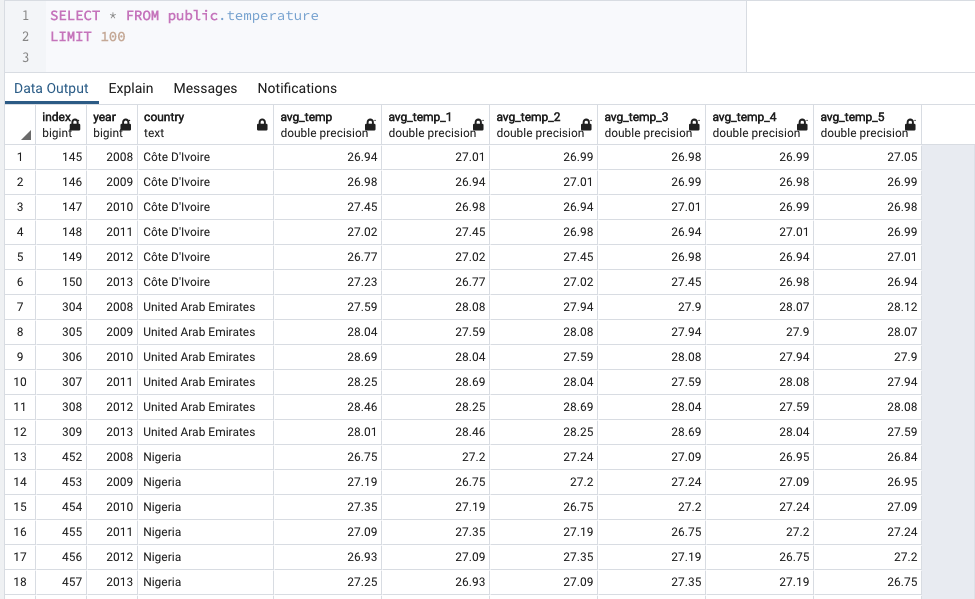 1 SELECT * FROM public.temperature
2 LIMIT 100
3
Data Output Explain Messages Notifications
index year country avg_temp avg_temp_1 avg_temp_2 avg_temp_3 avg_temp_4 avg_temp_5
bigint bigint text double precision double precision double precision double precision double precision double precision
1 145 2008 Côte D'Ivoire 26.94 27.01 26.99 26.98 26.99 27.05
2 146 2009 Côte D'Ivoire 26.98 26.94 27.01 26.99 26.98 26.99
3 147 2010 Côte D'Ivoire 27.45 26.98 26.94 27.01 26.99 26.98
4 148 2011 Côte D'Ivoire 27.02 27.45 26.98 26.94 27.01 26.99
5 149 2012 Côte D'Ivoire 26.77 27.02 27.45 26.98 26.94 27.01
6 150 2013 Côte D'Ivoire 27.23 26.77 27.02 27.45 26.98 26.94
7 304 2008 United Arab Emirates 27.59 28.08 27.94 27.9 28.07 28.12
8 305 2009 United Arab Emirates 28.04 27.59 28.08 27.94 27.9 28.07
9 306 2010 United Arab Emirates 28.69 28.04 27.59 28.08 27.94 27.9
10 307 2011 United Arab Emirates 28.25 28.69 28.04 27.59 28.08 27.94
11 308 2012 United Arab Emirates 28.46 28.25 28.69 28.04 27.59 28.08
12 309 2013 United Arab Emirates 28.01 28.46 28.25 28.69 28.04 27.59
13 452 2008 Nigeria 26.75 27.2 27.24 27.09 26.95 26.84
14 453 2009 Nigeria 27.19 26.75 27.2 27.24 27.09 26.95
15 454 2010 Nigeria 27.35 27.19 26.75 27.2 27.24 27.09
16 455 2011 Nigeria 27.09 27.35 27.19 26.75 27.2 27.24
17 456 2012 Nigeria 26.93 27.09 27.35 27.19 26.75 27.2
18 457 2013 Nigeria 27.25 26.93 27.09 27.35 27.19 26.75